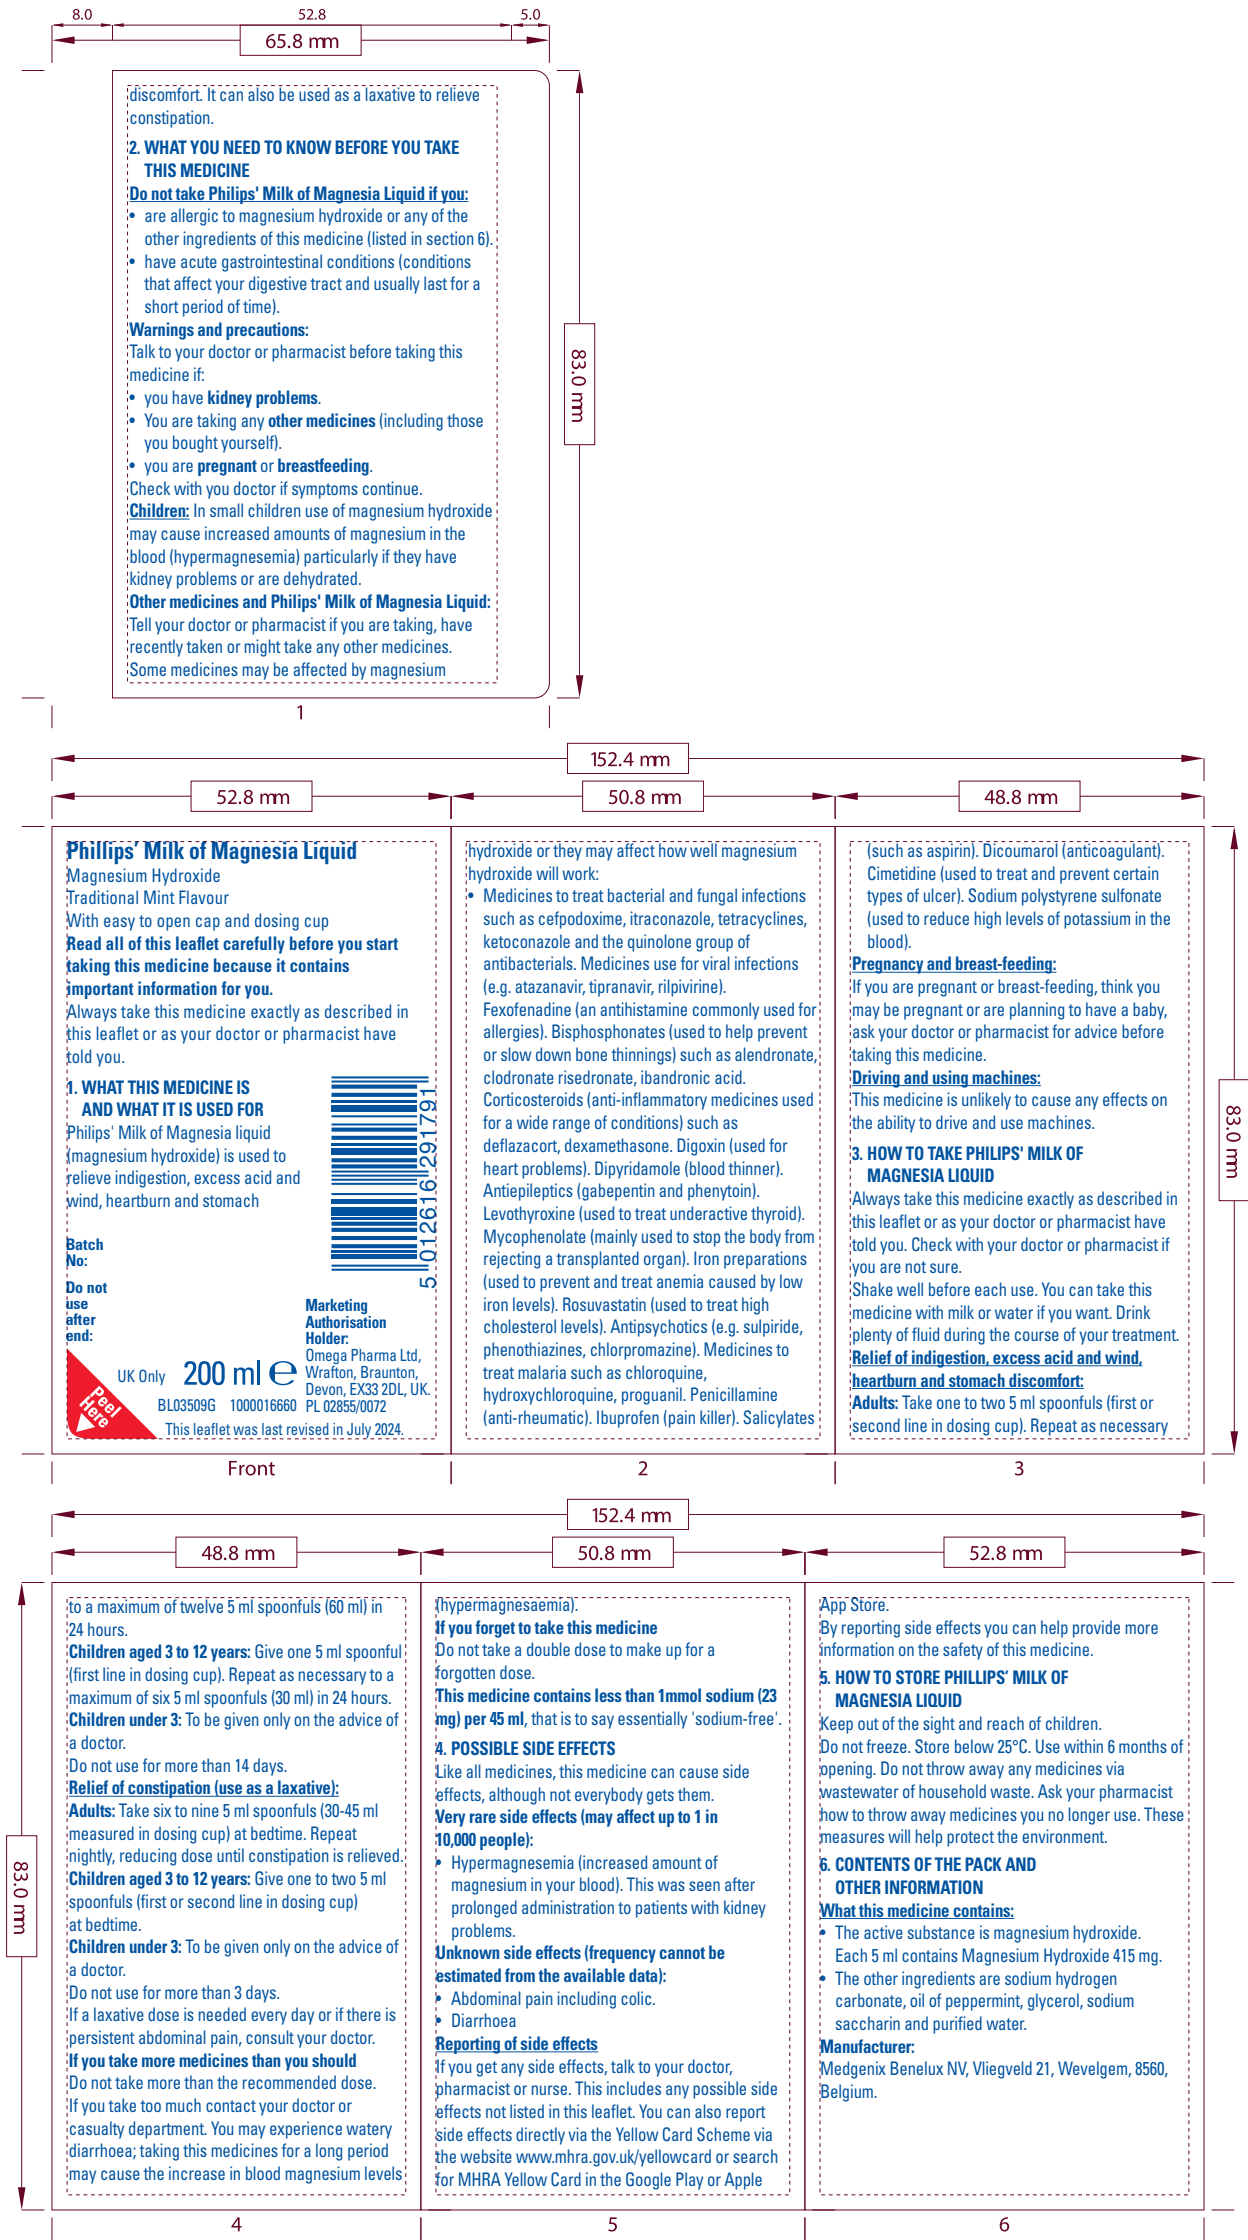 8.0
52.8
5.0
65.8 mm
discomfort. It can also be used as a laxative to relieve
constipation.
2. WHAT YOU NEED TO KNOW BEFORE YOU TAKE
THIS MEDICINE
Do not take Philips' Milk of Magnesia Liquid if you:
• are allergic to magnesium hydroxide or any of the
other ingredients of this medicine (listed in section 6).
• have acute gastrointestinal conditions (conditions
that affect your digestive tract and usually last for a
short period of time).
Warnings and precautions:
Talk to your doctor or pharmacist before taking this
medicine if:
• you have kidney problems.
• You are taking any other medicines (including those
you bought yourself).
• you are pregnant or breastfeeding.
Check with you doctor if symptoms continue.
Children: In small children use of magnesium hydroxide
may cause increased amounts of magnesium in the
blood (hypermagnesemia) particularly if they have
kidney problems or are dehydrated.
Other medicines and Philips' Milk of Magnesia Liquid:
Tell your doctor or pharmacist if you are taking, have
recently taken or might take any other medicines.
Some medicines may be affected by magnesium
83.0 mm
1
152.4 mm
52.8 mm
50.8 mm
48.8 mm
Phillips’ Milk of Magnesia Liquid
Magnesium Hydroxide
Traditional Mint Flavour
With easy to open cap and dosing cup
Read all of this leaflet carefully before you start
taking this medicine because it contains
important information for you.
Always take this medicine exactly as described in
this leaflet or as your doctor or pharmacist have
told you.
1. WHAT THIS MEDICINE IS
AND WHAT IT IS USED FOR
Philips' Milk of Magnesia liquid
(magnesium hydroxide) is used to
relieve indigestion, excess acid and
wind, heartburn and stomach
5 012616 291791
Batch
No:
Do not
use
after
end:
Marketing
Authorisation
Holder:
Omega Pharma Ltd,
Wrafton, Braunton,
Devon, EX33 2DL, UK.
PL 02855/0072
UK Only
200 ml e
BL03509G 1000016660
Peel
Here
This leaflet was last revised in July 2024.
Front
hydroxide or they may affect how well magnesium
hydroxide will work:
• Medicines to treat bacterial and fungal infections
such as cefpodoxime, itraconazole, tetracyclines,
ketoconazole and the quinolone group of
antibacterials. Medicines use for viral infections
(e.g. atazanavir, tipranavir, rilpivirine).
Fexofenadine (an antihistamine commonly used for
allergies). Bisphosphonates (used to help prevent
or slow down bone thinnings) such as alendronate,
clodronate risedronate, ibandronic acid.
Corticosteroids (anti-inflammatory medicines used
for a wide range of conditions) such as
deflazacort, dexamethasone. Digoxin (used for
heart problems). Dipyridamole (blood thinner).
Antiepileptics (gabepentin and phenytoin).
Levothyroxine (used to treat underactive thyroid).
Mycophenolate (mainly used to stop the body from
rejecting a transplanted organ). Iron preparations
(used to prevent and treat anemia caused by low
iron levels). Rosuvastatin (used to treat high
cholesterol levels). Antipsychotics (e.g. sulpiride,
phenothiazines, chlorpromazine). Medicines to
treat malaria such as chloroquine,
hydroxychloroquine, proguanil. Penicillamine
(anti-rheumatic). Ibuprofen (pain killer). Salicylates
2
(such as aspirin). Dicoumarol (anticoagulant).
Cimetidine (used to treat and prevent certain
types of ulcer). Sodium polystyrene sulfonate
(used to reduce high levels of potassium in the
blood).
Pregnancy and breast-feeding:
If you are pregnant or breast-feeding, think you
may be pregnant or are planning to have a baby,
ask your doctor or pharmacist for advice before
taking this medicine.
Driving and using machines:
This medicine is unlikely to cause any effects on
the ability to drive and use machines.
3. HOW TO TAKE PHILIPS' MILK OF
MAGNESIA LIQUID
Always take this medicine exactly as described in
this leaflet or as your doctor or pharmacist have
told you. Check with your doctor or pharmacist if
you are not sure.
Shake well before each use. You can take this
medicine with milk or water if you want. Drink
plenty of fluid during the course of your treatment.
Relief of indigestion, excess acid and wind,
heartburn and stomach discomfort:
Adults: Take one to two 5 ml spoonfuls (first or
second line in dosing cup). Repeat as necessary
83.0 mm
3
152.4 mm
48.8 mm
50.8 mm
52.8 mm
83.0 mm
to a maximum of twelve 5 ml spoonfuls (60 ml) in
24 hours.
Children aged 3 to 12 years: Give one 5 ml spoonful
(first line in dosing cup). Repeat as necessary to a
maximum of six 5 ml spoonfuls (30 ml) in 24 hours.
Children under 3: To be given only on the advice of
a doctor.
Do not use for more than 14 days.
Relief of constipation (use as a laxative):
Adults: Take six to nine 5 ml spoonfuls (30-45 ml
measured in dosing cup) at bedtime. Repeat
nightly, reducing dose until constipation is relieved.
Children aged 3 to 12 years: Give one to two 5 ml
spoonfuls (first or second line in dosing cup)
at bedtime.
Children under 3: To be given only on the advice of
a doctor.
Do not use for more than 3 days.
If a laxative dose is needed every day or if there is
persistent abdominal pain, consult your doctor.
If you take more medicines than you should
Do not take more than the recommended dose.
If you take too much contact your doctor or
casualty department. You may experience watery
diarrhoea; taking this medicines for a long period
may cause the increase in blood magnesium levels
4
(hypermagnesaemia).
If you forget to take this medicine
Do not take a double dose to make up for a
forgotten dose.
This medicine contains less than 1mmol sodium (23
mg) per 45 ml, that is to say essentially 'sodium-free'.
4. POSSIBLE SIDE EFFECTS
Like all medicines, this medicine can cause side
effects, although not everybody gets them.
Very rare side effects (may affect up to 1 in
10,000 people):
• Hypermagnesemia (increased amount of
magnesium in your blood). This was seen after
prolonged administration to patients with kidney
problems.
Unknown side effects (frequency cannot be
estimated from the available data):
• Abdominal pain including colic.
• Diarrhoea
Reporting of side effects
If you get any side effects, talk to your doctor,
pharmacist or nurse. This includes any possible side
effects not listed in this leaflet. You can also report
side effects directly via the Yellow Card Scheme via
the website www.mhra.gov.uk/yellowcard or search
for MHRA Yellow Card in the Google Play or Apple
5
App Store.
By reporting side effects you can help provide more
information on the safety of this medicine.
5. HOW TO STORE PHILLIPS’ MILK OF
MAGNESIA LIQUID
Keep out of the sight and reach of children.
Do not freeze. Store below 25°C. Use within 6 months of
opening. Do not throw away any medicines via
wastewater of household waste. Ask your pharmacist
how to throw away medicines you no longer use. These
measures will help protect the environment.
6. CONTENTS OF THE PACK AND
OTHER INFORMATION
What this medicine contains:
• The active substance is magnesium hydroxide.
Each 5 ml contains Magnesium Hydroxide 415 mg.
• The other ingredients are sodium hydrogen
carbonate, oil of peppermint, glycerol, sodium
saccharin and purified water.
Manufacturer:
Medgenix Benelux NV, Vliegveld 21, Wevelgem, 8560,
Belgium.
6